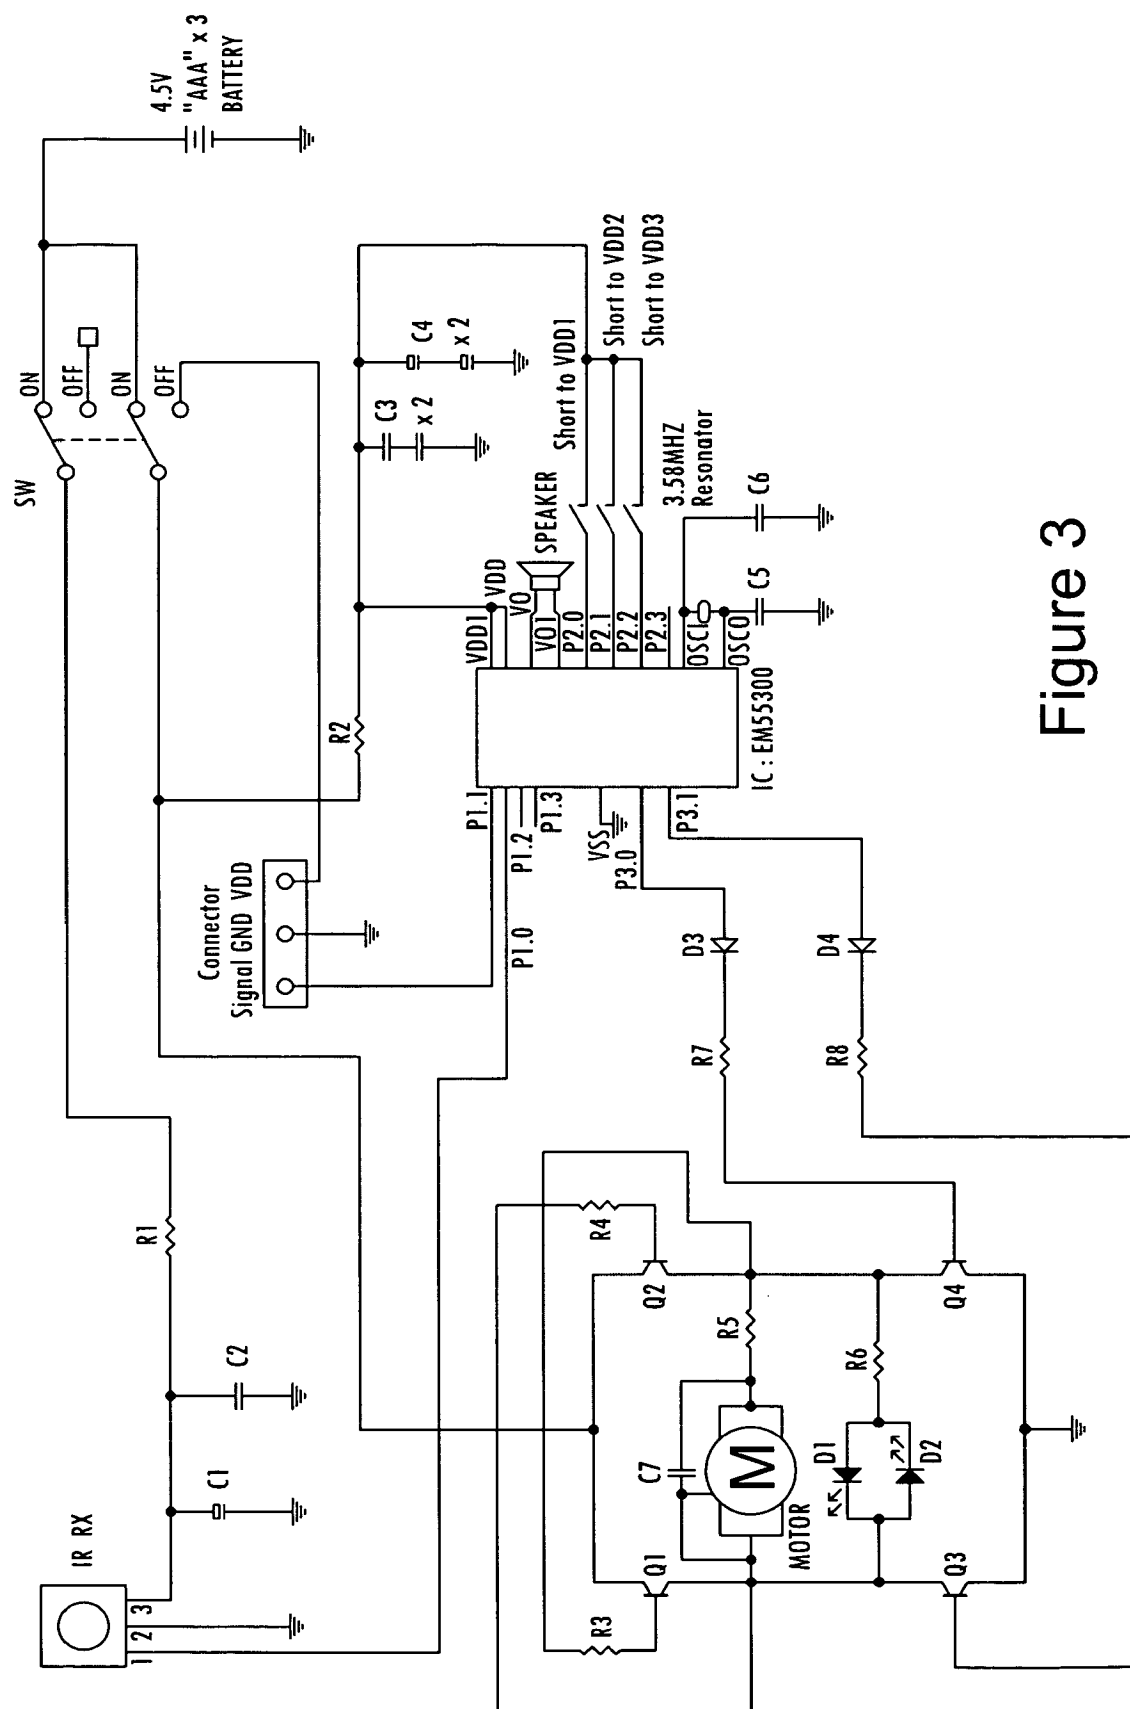 4.5V
"AAA" x 3
BATTERY
SW
ON
OFF
ON
OFF
C3
x 2
C4
x 2
Short to VDD1
Short to VDD2
Short to VDD3
SPEAKER
3.58MHZ
Resonator
C6
C5
R2
VDD1
VDD
VO
VO1
P2.0
P2.1
P2.2
P2.3
OSCI
OSCO
IC : EM55300
P1.1
P1.0
P1.2
P1.3
VSS
P3.0
P3.1
Connector
Signal GND VDD
D3
D4
R7
R8
R1
C2
C1
IR RX
1
2
3
R4
Q2
R5
R6
Q4
C7
M
MOTOR
D1
D2
R3
Q1
Q3
Figure 3